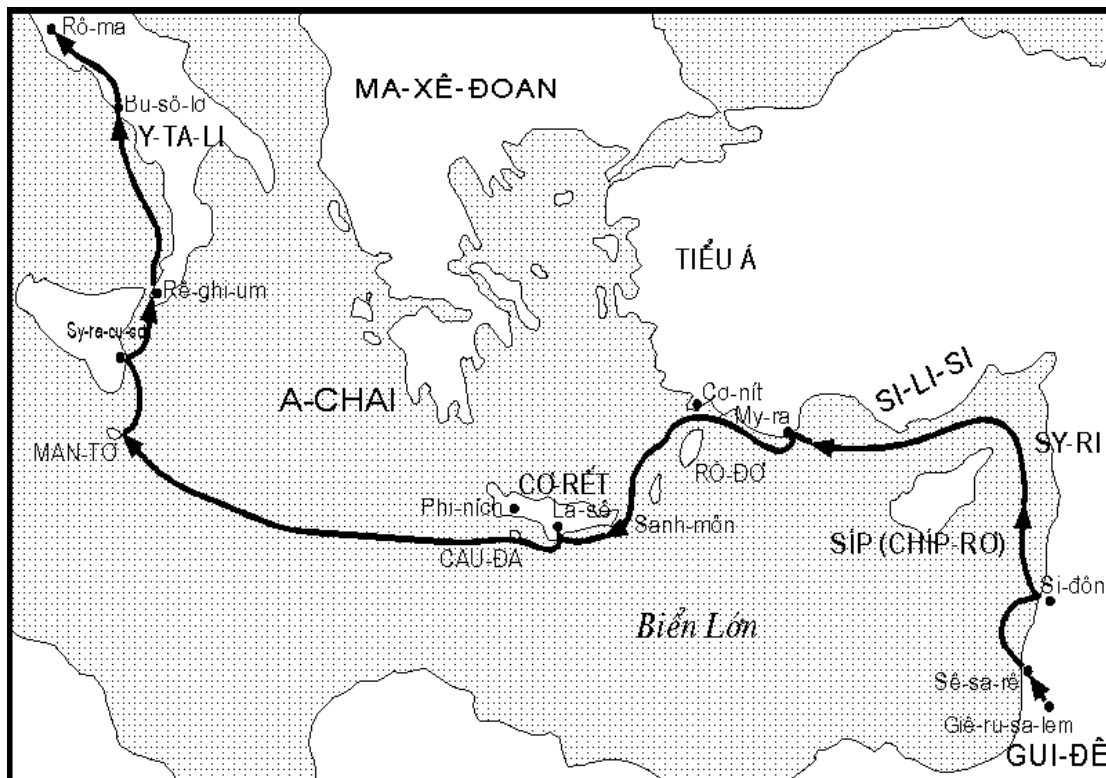 Rô-ma
MA-XÊ-ĐOAN
Bu-sô-lơ
Y-TA-LI
TIỂU Á
Rê-ghi-um
Sy-ra-cu-sơ
SI-LI-SI
A-CHAI
Cơ-nít
My-ra
MAN-TƠ
SY-RI
RÔ-ĐƠ
CƠ-RẾT
Phi-ních
La-sê
Sanh-môn
SÍP (CHÍP-RƠ)
CAU-ĐA
Si-đôn
Biển Lớn
Sê-sa-rê
Giê-ru-sa-lem
GUI-ĐÊ